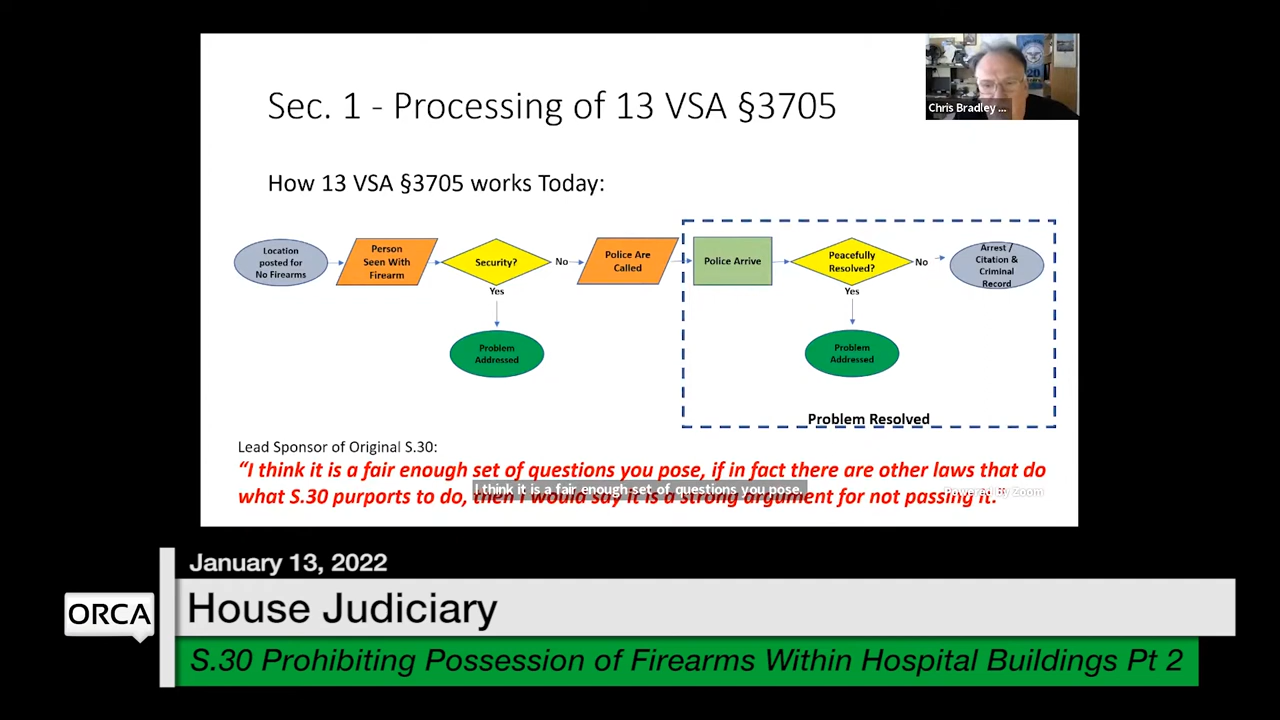 Sec. 1 - Processing of 13 VSA §3705
Chris Bradley ...
How 13 VSA §3705 works Today:
Location
posted for
No Firearms
Person
Seen With
Firearm
Security?
No
Yes
Problem
Addressed
Police Are
Called
Police Arrive
Peacefully
Resolved?
No
Yes
Problem
Addressed
Arrest /
Citation &
Criminal
Record
Problem Resolved
Lead Sponsor of Original S.30:
“I think it is a fair enough set of questions you pose, if in fact there are other laws that do
what S.30 purports to do, then I would say it is a strong argument for not passing it.”
I think it is a fair enough set of questions you pose.
Powered By Zoom
January 13, 2022
ORCA
House Judiciary
S.30 Prohibiting Possession of Firearms Within Hospital Buildings Pt 2